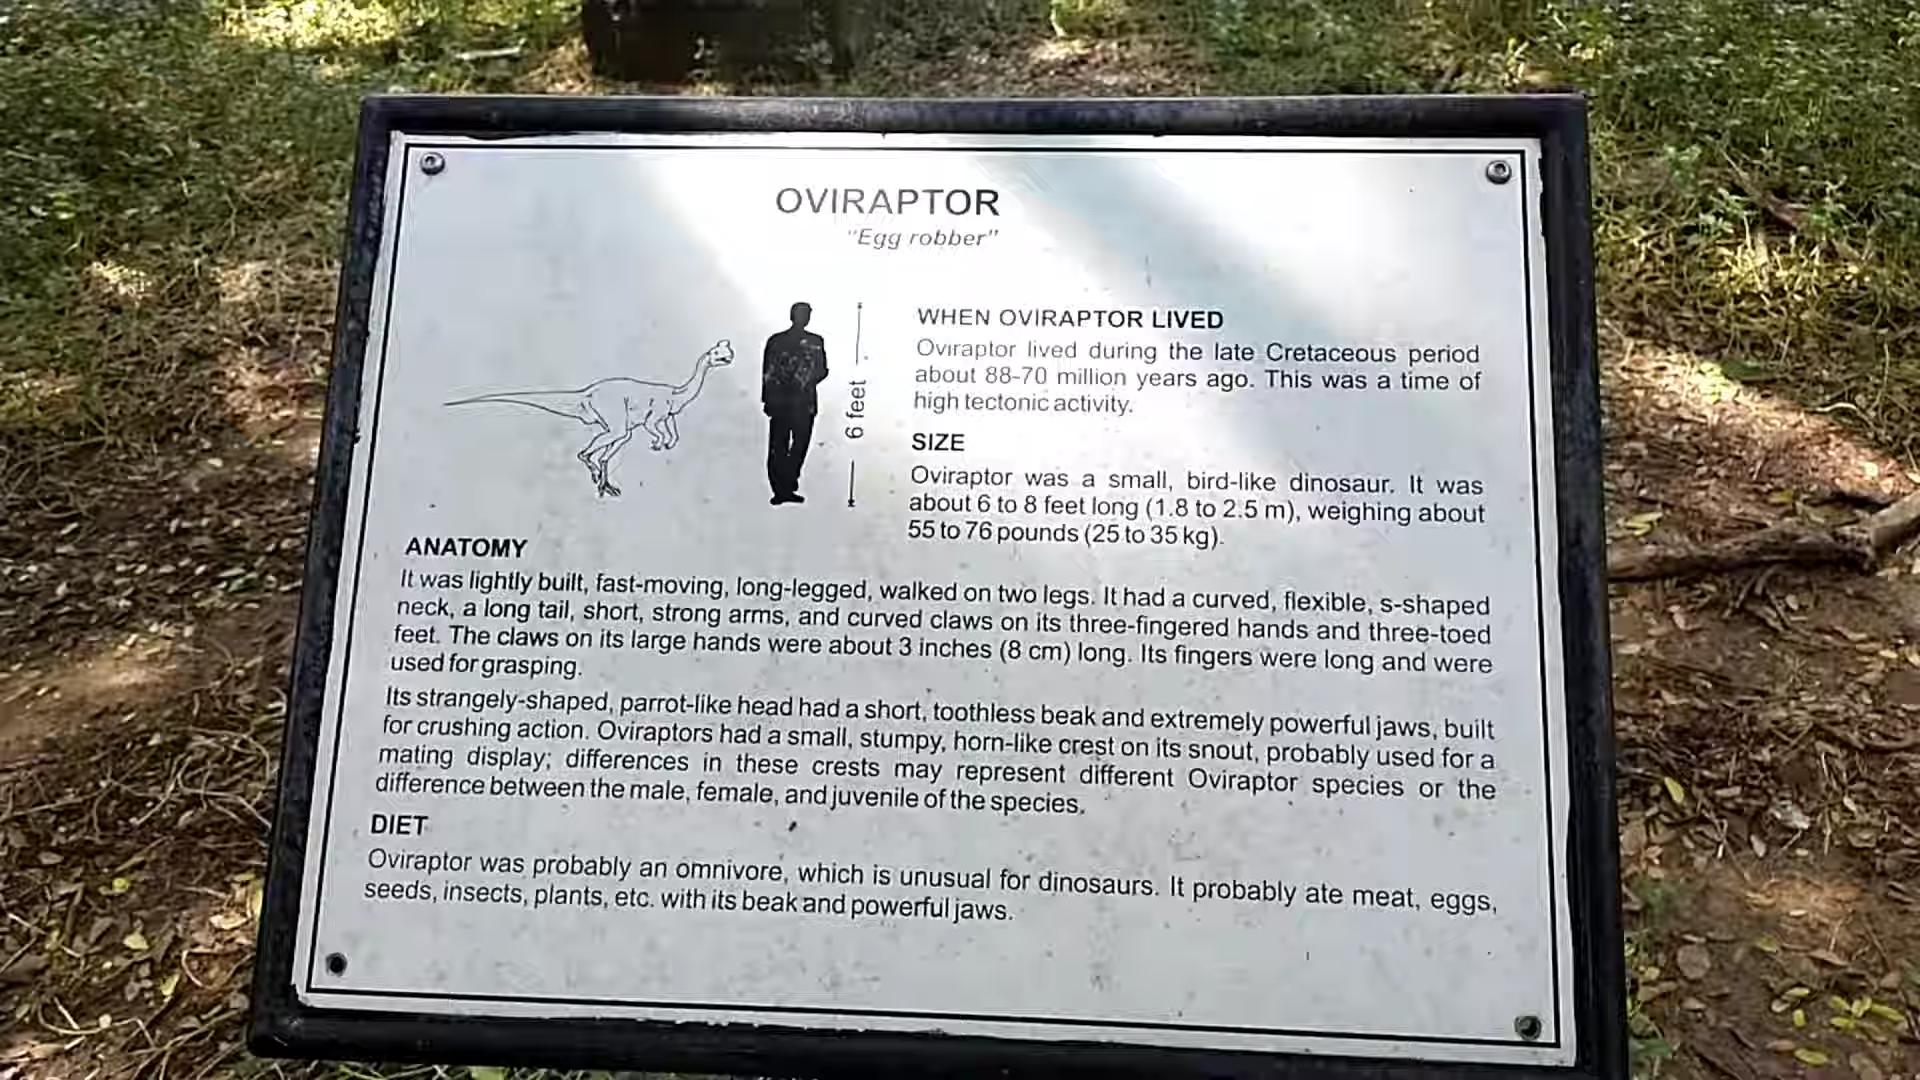 OVIRAPTOR
"Egg robber"
6 feet
WHEN OVIRAPTOR LIVED
Oviraptor lived during the late Cretaceous period
about 88-70 million years ago. This was a time of
high tectonic activity.
SIZE
Oviraptor was a small, bird-like dinosaur. It was
about 6 to 8 feet long (1.8 to 2.5 m), weighing about
55 to 76 pounds (25 to 35 kg).
ANATOMY
It was lightly built, fast-moving, long-legged, walked on two legs. It had a curved, flexible, s-shaped
neck, a long tail, short, strong arms, and curved claws on its three-fingered hands and three-toed
feet. The claws on its large hands were about 3 inches (8 cm) long. Its fingers were long and were
used for grasping.
Its strangely-shaped, parrot-like head had a short, toothless beak and extremely powerful jaws, built
for crushing action. Oviraptors had a small, stumpy, horn-like crest on its snout, probably used for a
mating display; differences in these crests may represent different Oviraptor species or the
difference between the male, female, and juvenile of the species.
DIET
Oviraptor was probably an omnivore, which is unusual for dinosaurs. It probably ate meat, eggs,
seeds, insects, plants, etc. with its beak and powerful jaws.